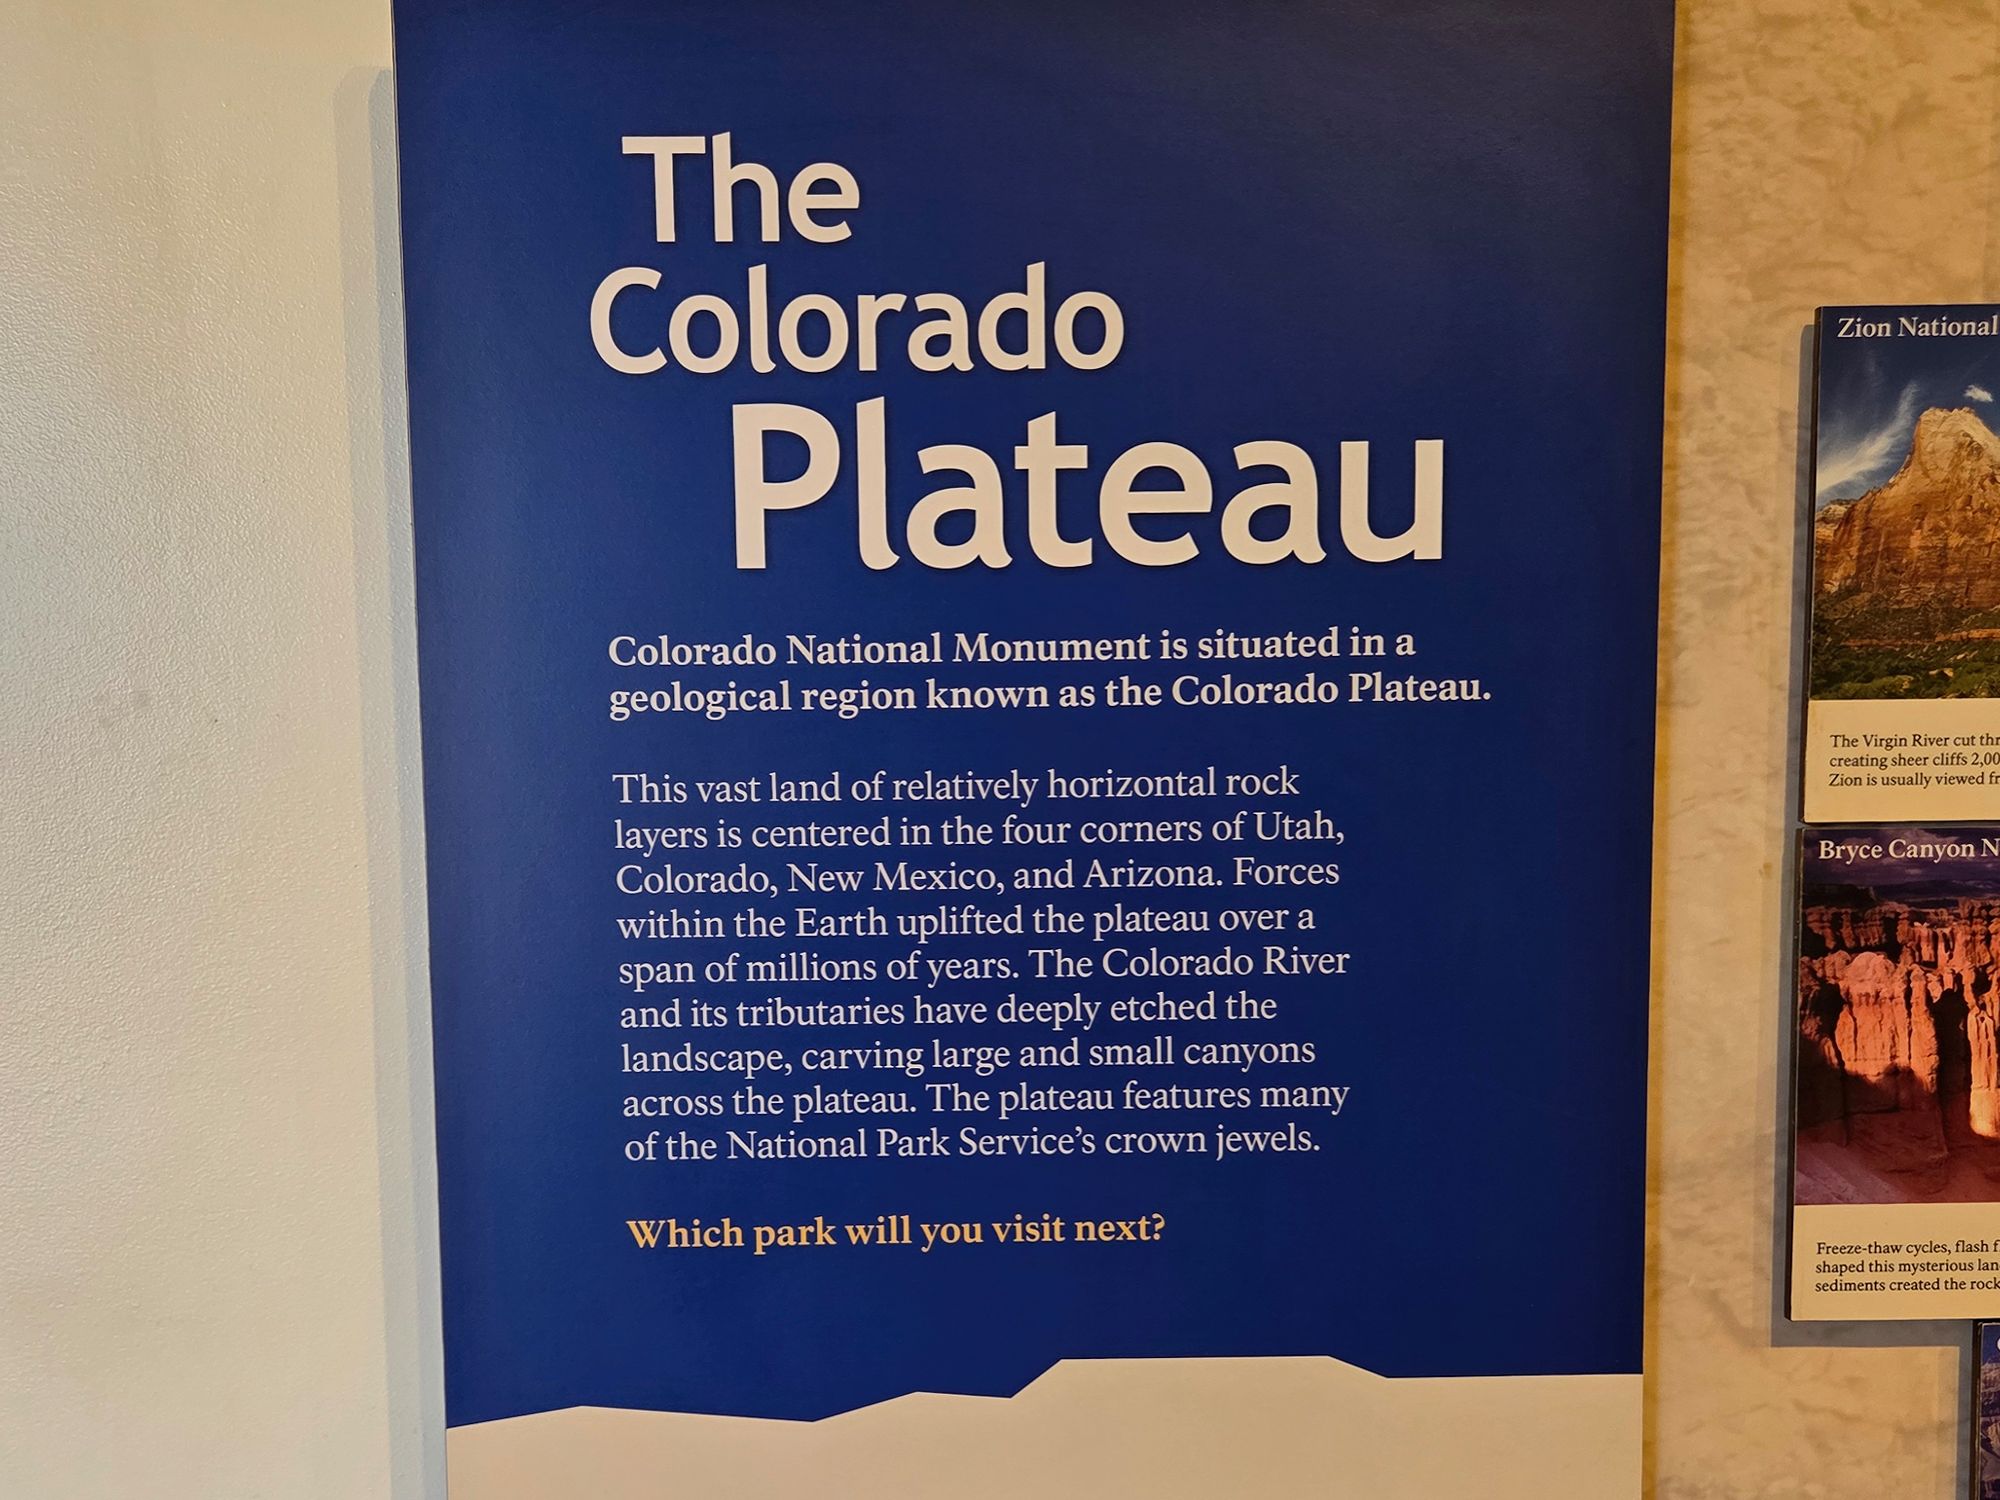 The
Colorado
Plateau
Colorado National Monument is situated in a
geological region known as the Colorado Plateau.
This vast land of relatively horizontal rock
layers is centered in the four corners of Utah,
Colorado, New Mexico, and Arizona. Forces
within the Earth uplifted the plateau over a
span of millions of years. The Colorado River
and its tributaries have deeply etched the
landscape, carving large and small canyons
across the plateau. The plateau features many
of the National Park Service’s crown jewels.
Which park will you visit next?
Zion National
The Virgin River cut
creating sheer cliffs
Zion is usually viewed
Bryce Canyon
Freeze-thaw cycles, flash
shaped this mysterious
sediments created the